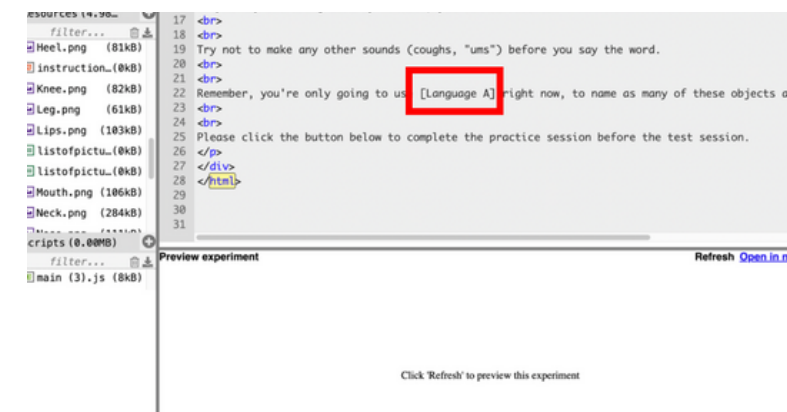 filter...
Heel.png (81kB)
instruction…(0kB)
Knee.png (82kB)
Leg.png (61kB)
Lips.png (103kB)
listofpictu…(0kB)
listofpictu…(0kB)
Mouth.png (106kB)
Neck.png (284kB)
cripts (0.00MB)
filter...
main (3).js (8kB)
17 <br>
18 <br>
19 Try not to make any other sounds (coughs, "ums") before you say the word.
20 <br>
21 <br>
22 Remember, you're only going to us [Language A] right now, to name as many of these objects a
23 <br>
24 <br>
25 Please click the button below to complete the practice session before the test session.
26 </p>
27 </div>
28 </html>
29
30
31
Preview experiment
Refresh Open in n
Click 'Refresh' to preview this experiment